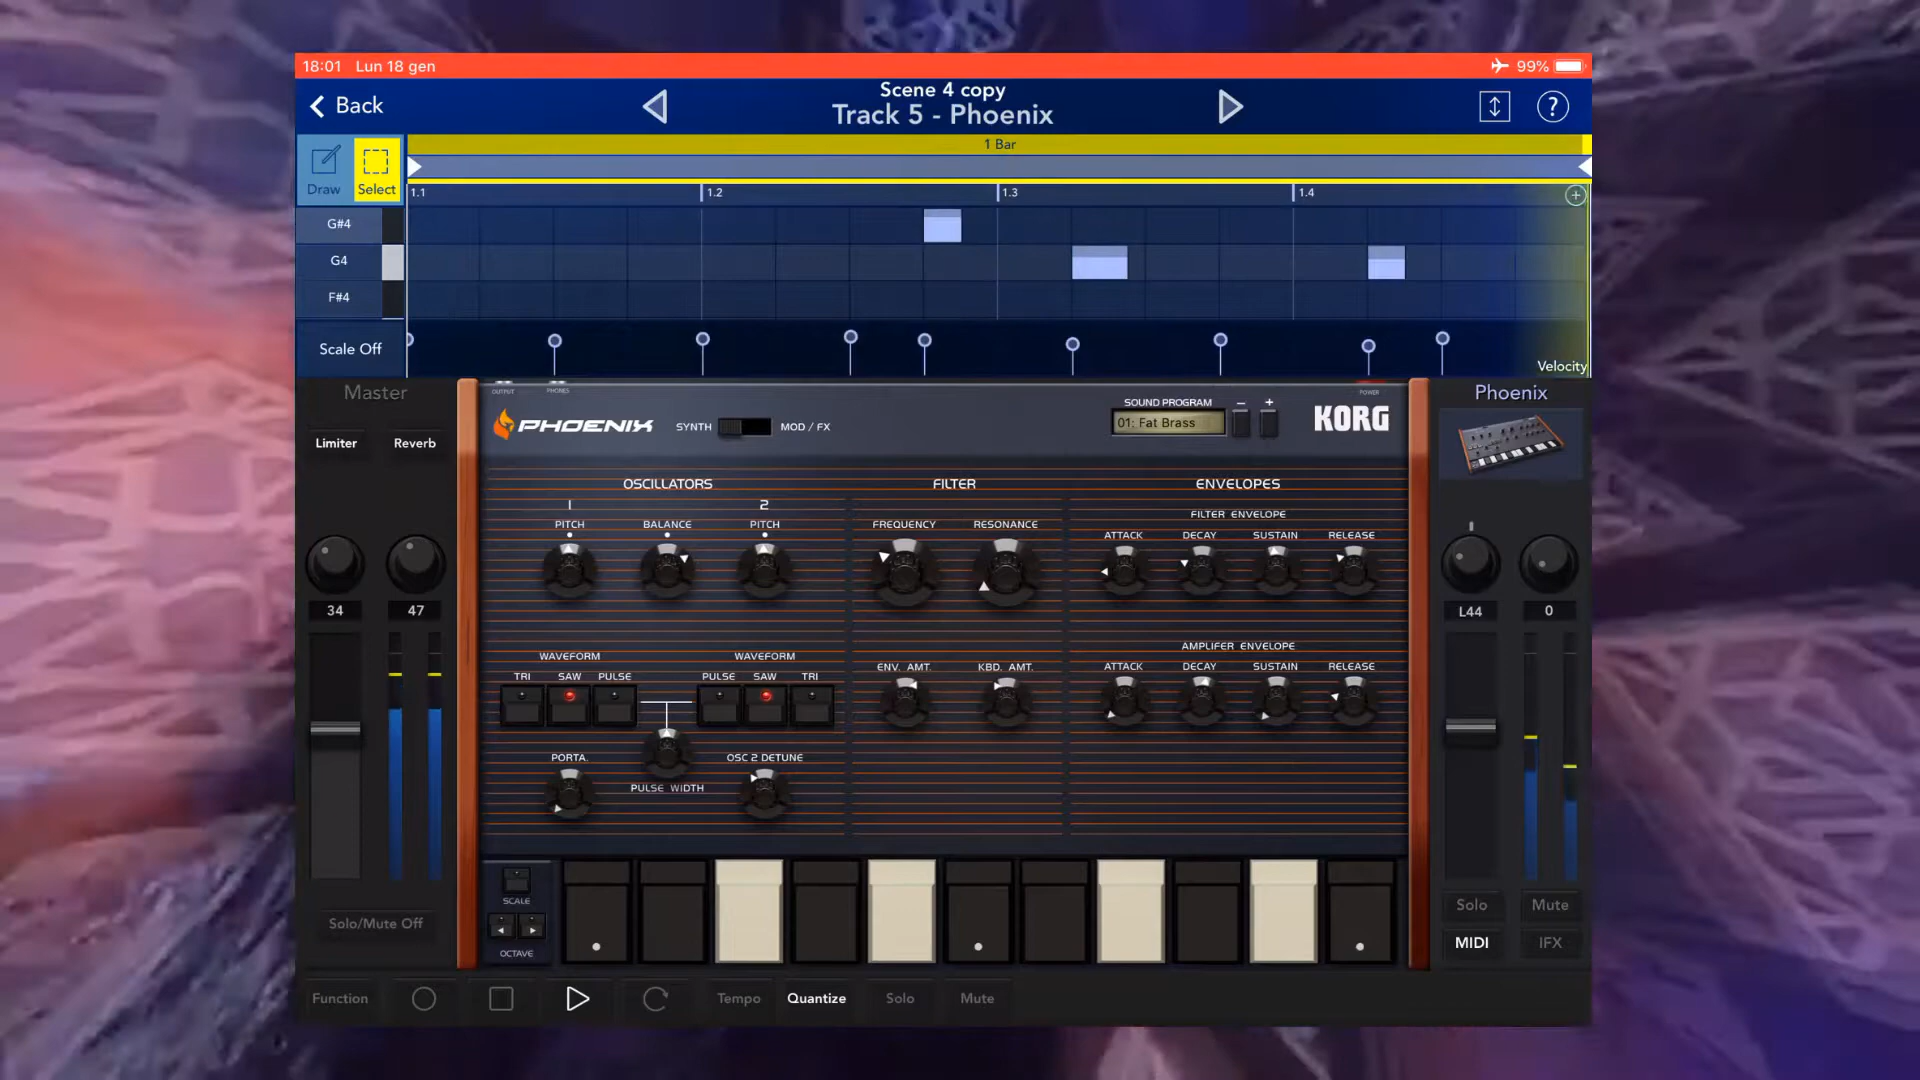 18:01 Lun 18 gen 99%
Back
Scene 4 copy
Track 5 - Phoenix
?
1 Bar
Draw Select
1.1 1.2 1.3 1.4
G#4
G4
F#4
Scale Off
Velocity
Master
Phoenix
OUTPUT PHONES POWER
PHOENIX
SYNTH MOD / FX
SOUND PROGRAM - +
01: Fat Brass
KORG
Limiter Reverb
OSCILLATORS FILTER ENVELOPES
1 2
PITCH BALANCE PITCH
FREQUENCY RESONANCE
FILTER ENVELOPE
ATTACK DECAY SUSTAIN RELEASE
34 47
L44 0
WAVEFORM WAVEFORM
TRI SAW PULSE PULSE SAW TRI
ENV. AMT. KBD. AMT.
AMPLIFER ENVELOPE
ATTACK DECAY SUSTAIN RELEASE
PORTA. OSC 2 DETUNE
PULSE WIDTH
SCALE
OCTAVE
Solo/Mute Off
Solo Mute
MIDI IFX
Function Tempo Quantize Solo Mute